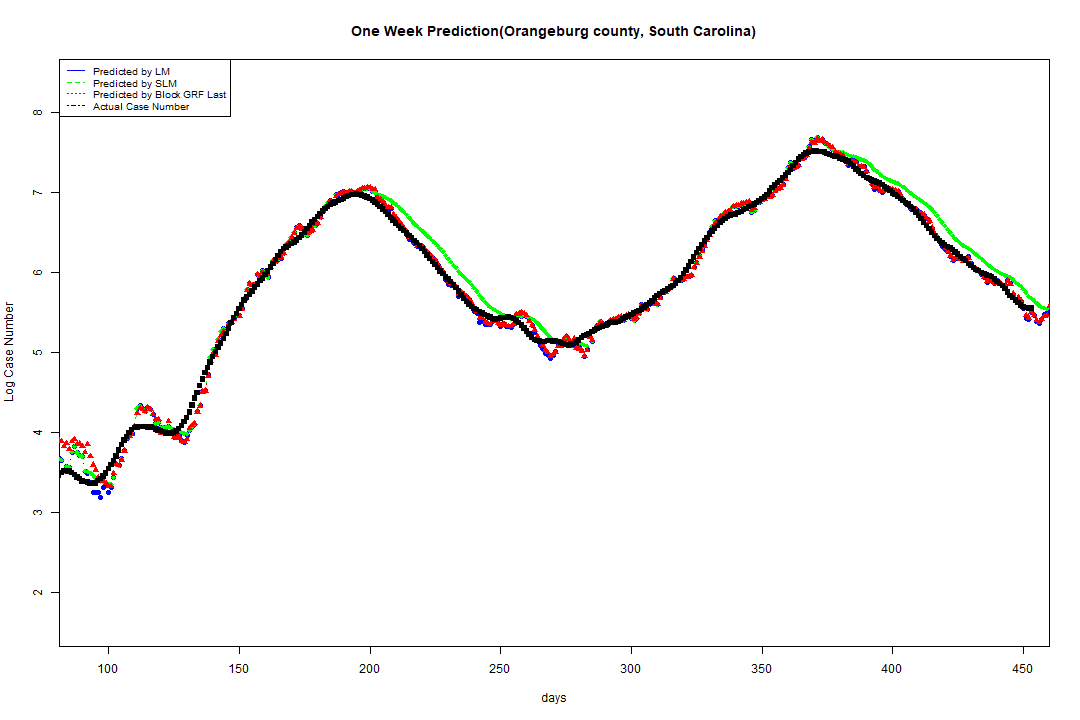 One Week Prediction(Orangeburg county, South Carolina)
Predicted by LM
Predicted by SLM
Predicted by Block GRF Last
Actual Case Number
8
7
6
5
4
3
2
Log Case Number
100 150 200 250 300 350 400 450
days